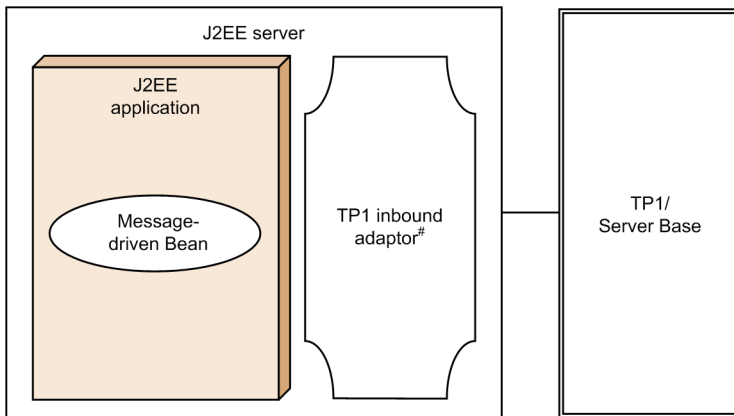 J2EE server
J2EE
application
Message-
driven Bean
TP1 inbound
adaptor#
TP1/
Server Base